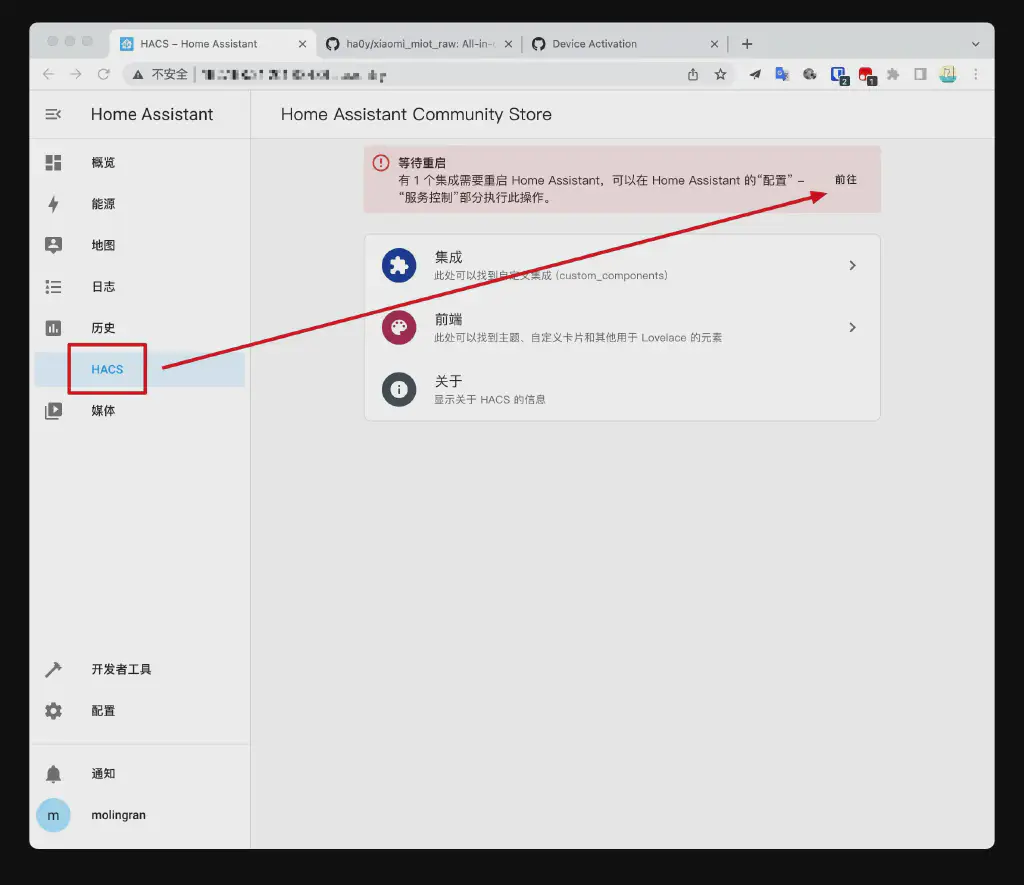 HACS – Home Assistant
ha0y/xiaomi_miot_raw: All-in-
Device Activation
不安全
2
1
Home Assistant
Home Assistant Community Store
概览
能源
地图
日志
历史
HACS
媒体
开发者工具
配置
通知
m
molingran
等待重启
有 1 个集成需要重启 Home Assistant，可以在 Home Assistant 的“配置” –
“服务控制”部分执行此操作。
前往
集成
此处可以找到自定义集成 (custom_components)
前端
此处可以找到主题、自定义卡片和其他用于 Lovelace 的元素
关于
显示关于 HACS 的信息